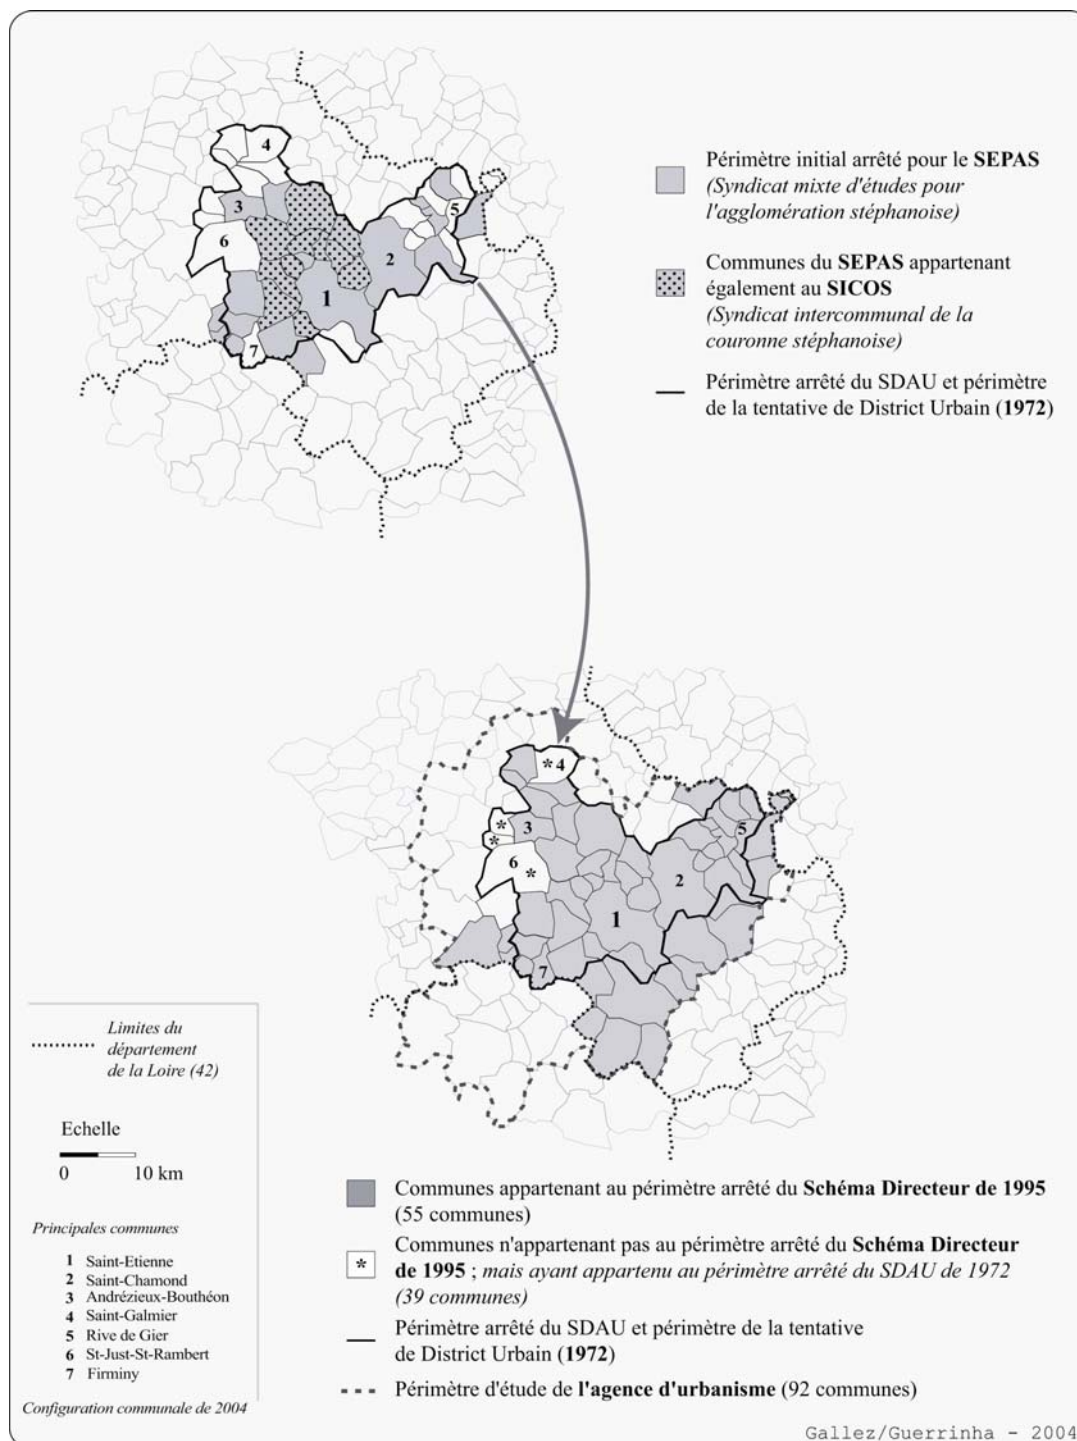 Périmètre initial arrêté pour le SEPAS
(Syndicat mixte d'études pour
l'agglomération stéphanoise)
Communes du SEPAS appartenant
également au SICOS
(Syndicat intercommunal de la
couronne stéphanoise)
Périmètre arrêté du SDAU et périmètre
de la tentative de District Urbain (1972)
4
3
5
6
2
1
7
*4
*
3
*
5
6
*
2
1
7
Limites du
département
de la Loire (42)
Echelle
0 10 km
Principales communes
1 Saint-Etienne
2 Saint-Chamond
3 Andrézieux-Bouthéon
4 Saint-Galmier
5 Rive de Gier
6 St-Just-St-Rambert
7 Firminy
Configuration communale de 2004
Communes appartenant au périmètre arrêté du Schéma Directeur de 1995
(55 communes)
* Communes n'appartenant pas au périmètre arrêté du Schéma Directeur
de 1995 ; mais ayant appartenu au périmètre arrêté du SDAU de 1972
(39 communes)
Périmètre arrêté du SDAU et périmètre de la tentative
de District Urbain (1972)
Périmètre d'étude de l'agence d'urbanisme (92 communes)
Gallez/Guerrinha - 2004